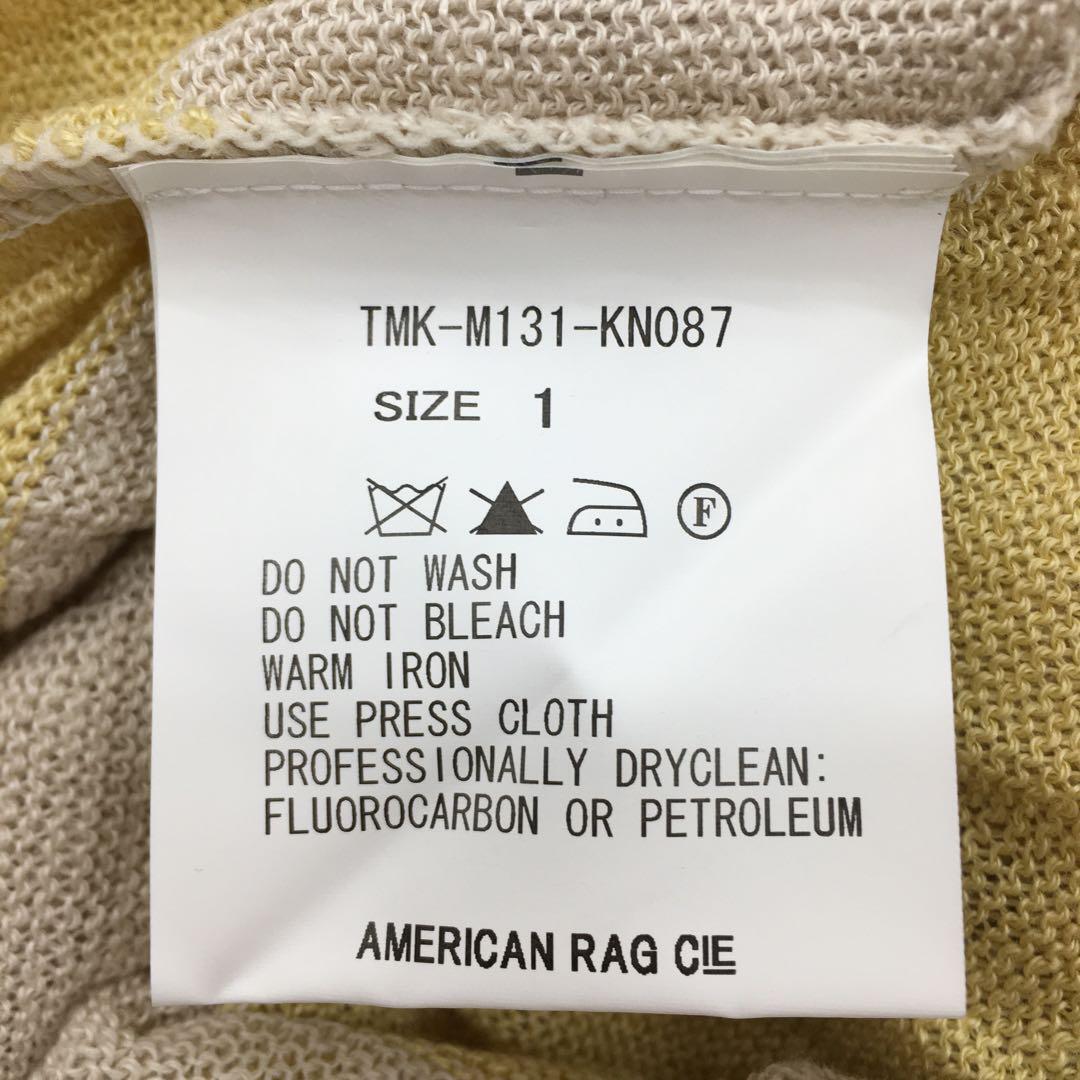 TMK-M131-KN087
SIZE 1
F
DO NOT WASH
DO NOT BLEACH
WARM IRON
USE PRESS CLOTH
PROFESSIONALLY DRYCLEAN:
FLUOROCARBON OR PETROLEUM
AMERICAN RAG CIE